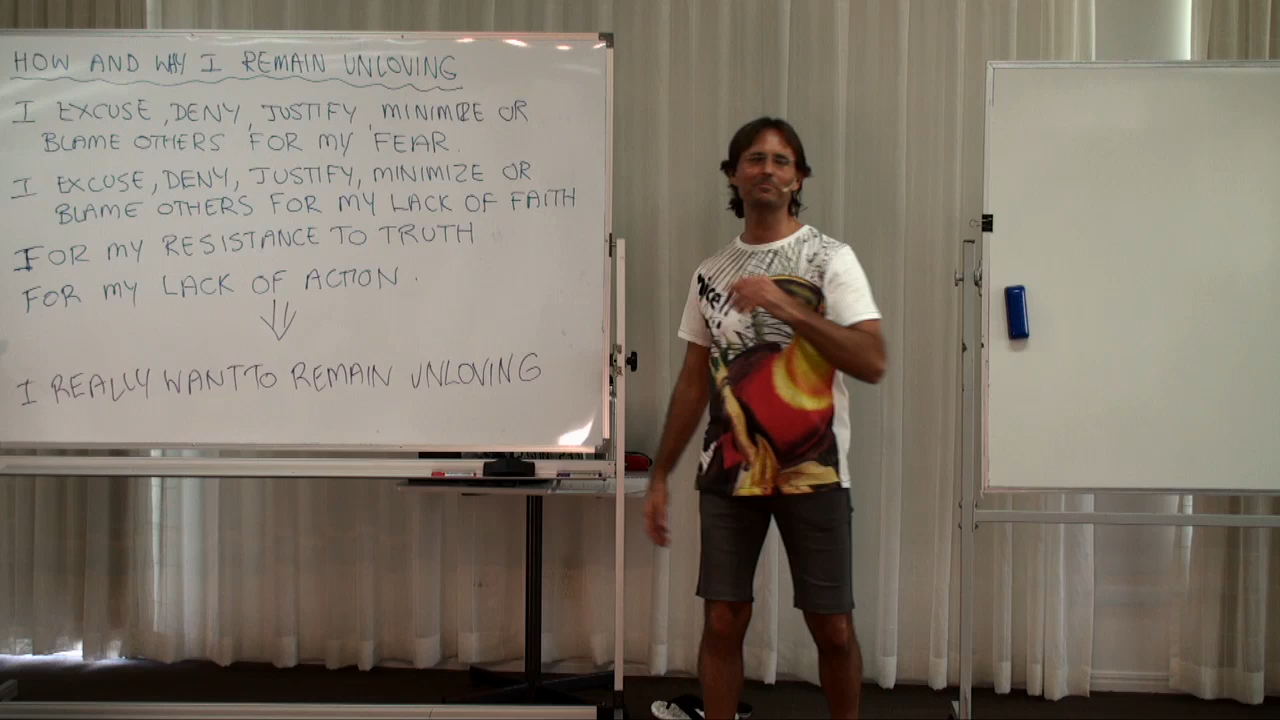 HOW AND WHY I REMAIN UNLOVING
I EXCUSE, DENY, JUSTIFY, MINIMIZE OR
BLAME OTHERS FOR MY FEAR.
I EXCUSE, DENY, JUSTIFY, MINIMIZE OR
BLAME OTHERS FOR MY LACK OF FAITH
FOR MY RESISTANCE TO TRUTH
FOR MY LACK OF ACTION.
I REALLY WANT TO REMAIN UNLOVING